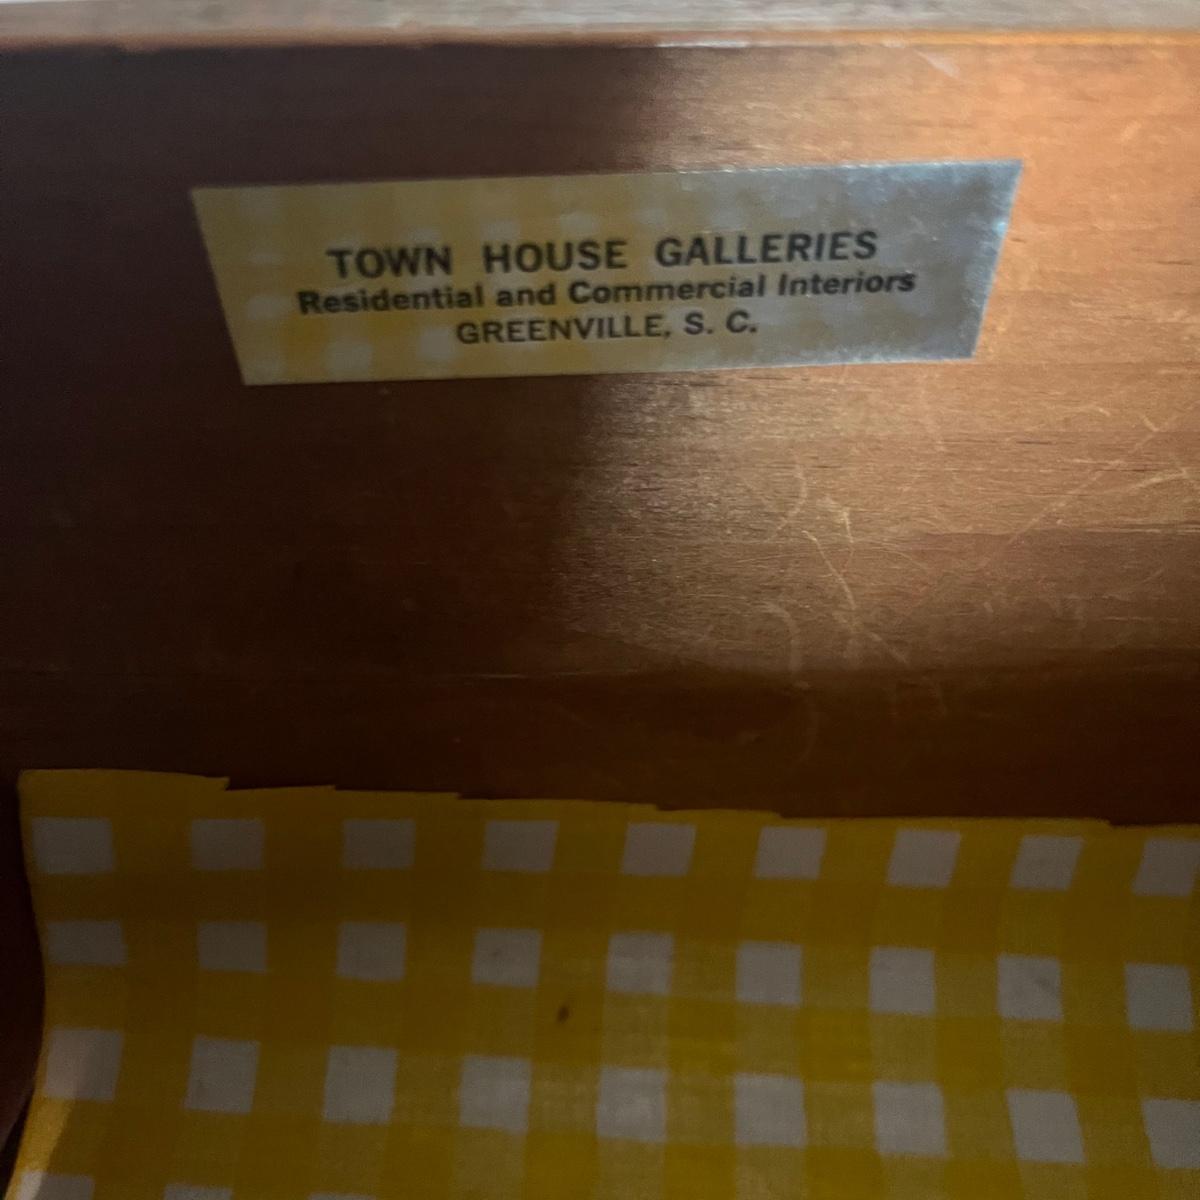 TOWN HOUSE GALLERIES
Residential and Commercial Interiors
GREENVILLE, S. C.